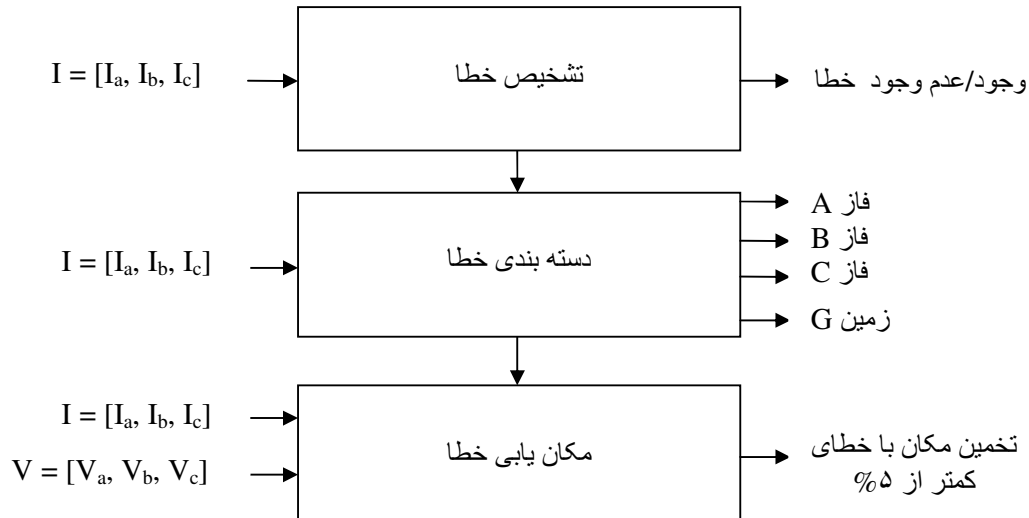 I = [Ia, Ib, Ic]
تشخیص خطا
وجود/عدم وجود خطا
I = [Ia, Ib, Ic]
دسته بندی خطا
فاز A
فاز B
فاز C
زمین G
I = [Ia, Ib, Ic]
V = [Va, Vb, Vc]
مکان یابی خطا
تخمین مکان با خطای
کمتر از ۵%